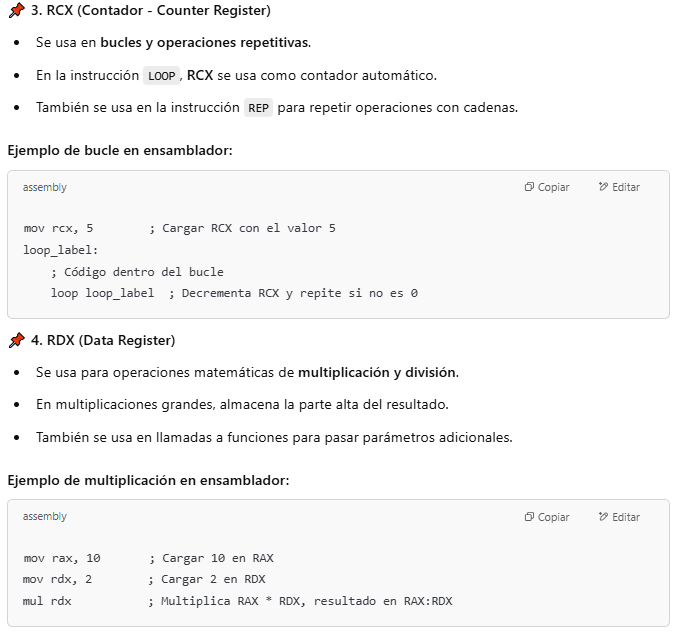 📌 3. RCX (Contador - Counter Register)
• Se usa en bucles y operaciones repetitivas.
• En la instrucción LOOP, RCX se usa como contador automático.
• También se usa en la instrucción REP para repetir operaciones con cadenas.
Ejemplo de bucle en ensamblador:
assembly Copiar Editar
mov rcx, 5 ; Cargar RCX con el valor 5
loop_label:
; Código dentro del bucle
loop loop_label ; Decrementa RCX y repite si no es 0
📌 4. RDX (Data Register)
• Se usa para operaciones matemáticas de multiplicación y división.
• En multiplicaciones grandes, almacena la parte alta del resultado.
• También se usa en llamadas a funciones para pasar parámetros adicionales.
Ejemplo de multiplicación en ensamblador:
assembly Copiar Editar
mov rax, 10 ; Cargar 10 en RAX
mov rdx, 2 ; Cargar 2 en RDX
mul rdx ; Multiplica RAX * RDX, resultado en RAX:RDX